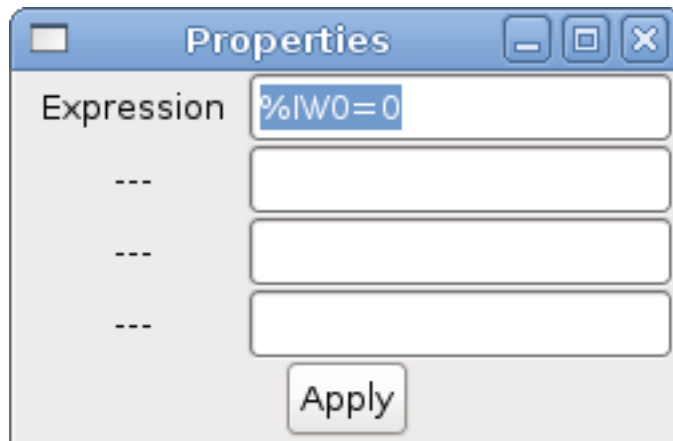 Properties
Expression %IW0=0
---
---
---
Apply